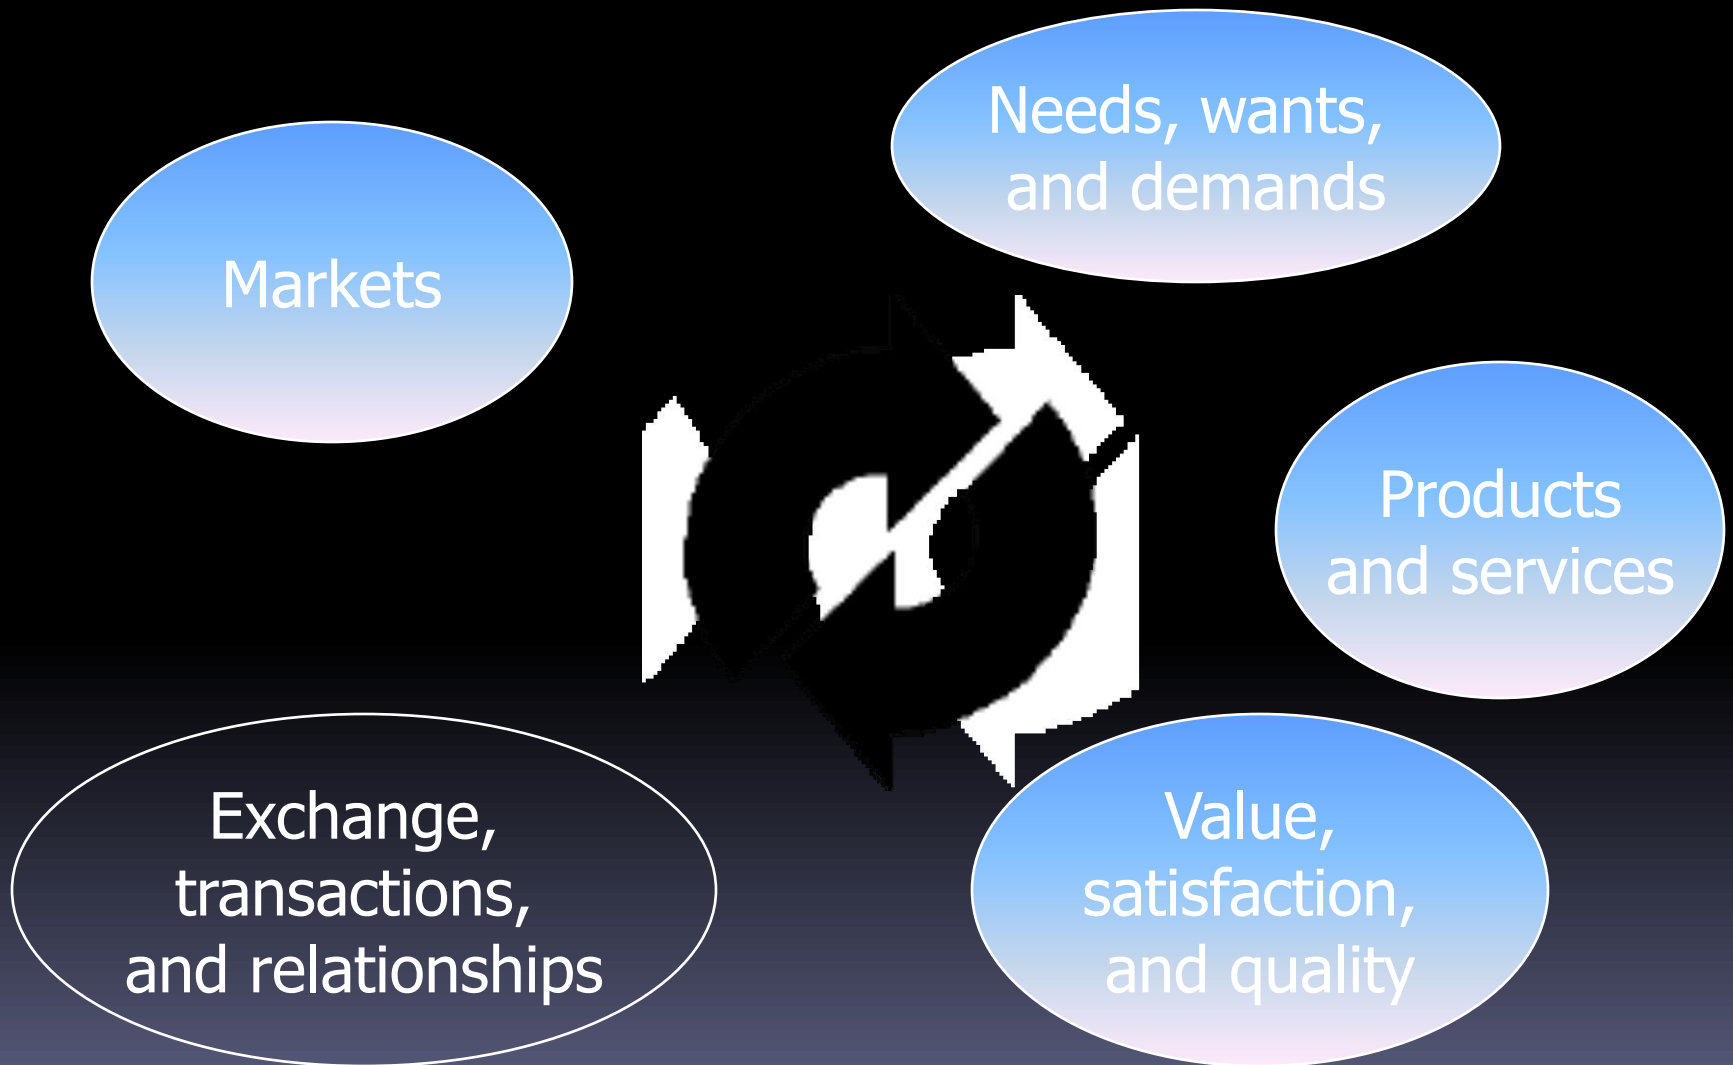 Needs, wants,
and demands
Markets
Products
and services
Exchange,
transactions,
and relationships
Value,
satisfaction,
and quality